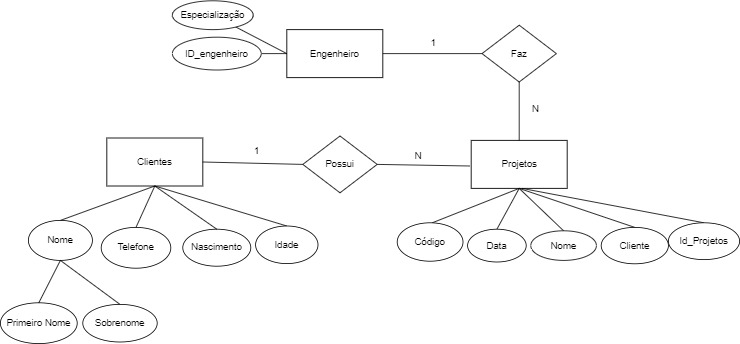 Especialização
ID_engenheiro
Engenheiro
1
Faz
N
Clientes
1
Possui
N
Projetos
Nome
Telefone
Nascimento
Idade
Código
Data
Nome
Cliente
Id_Projetos
Primeiro Nome
Sobrenome